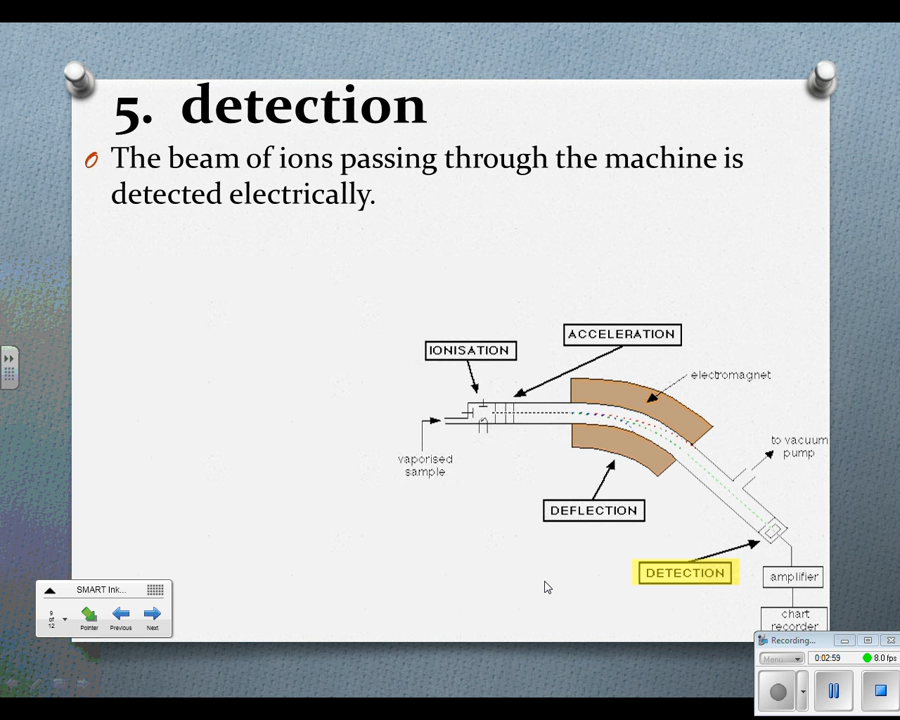 5. detection
The beam of ions passing through the machine is
detected electrically.
ACCELERATION
IONISATION
electromagnet
to vacuum
pump
vaporised
sample
DEFLECTION
DETECTION
amplifier
chart
recorder
SMART Ink...
9
of
12
Pointer
Previous
Next
Recording...
Menu
0:02:59
8.0 fps